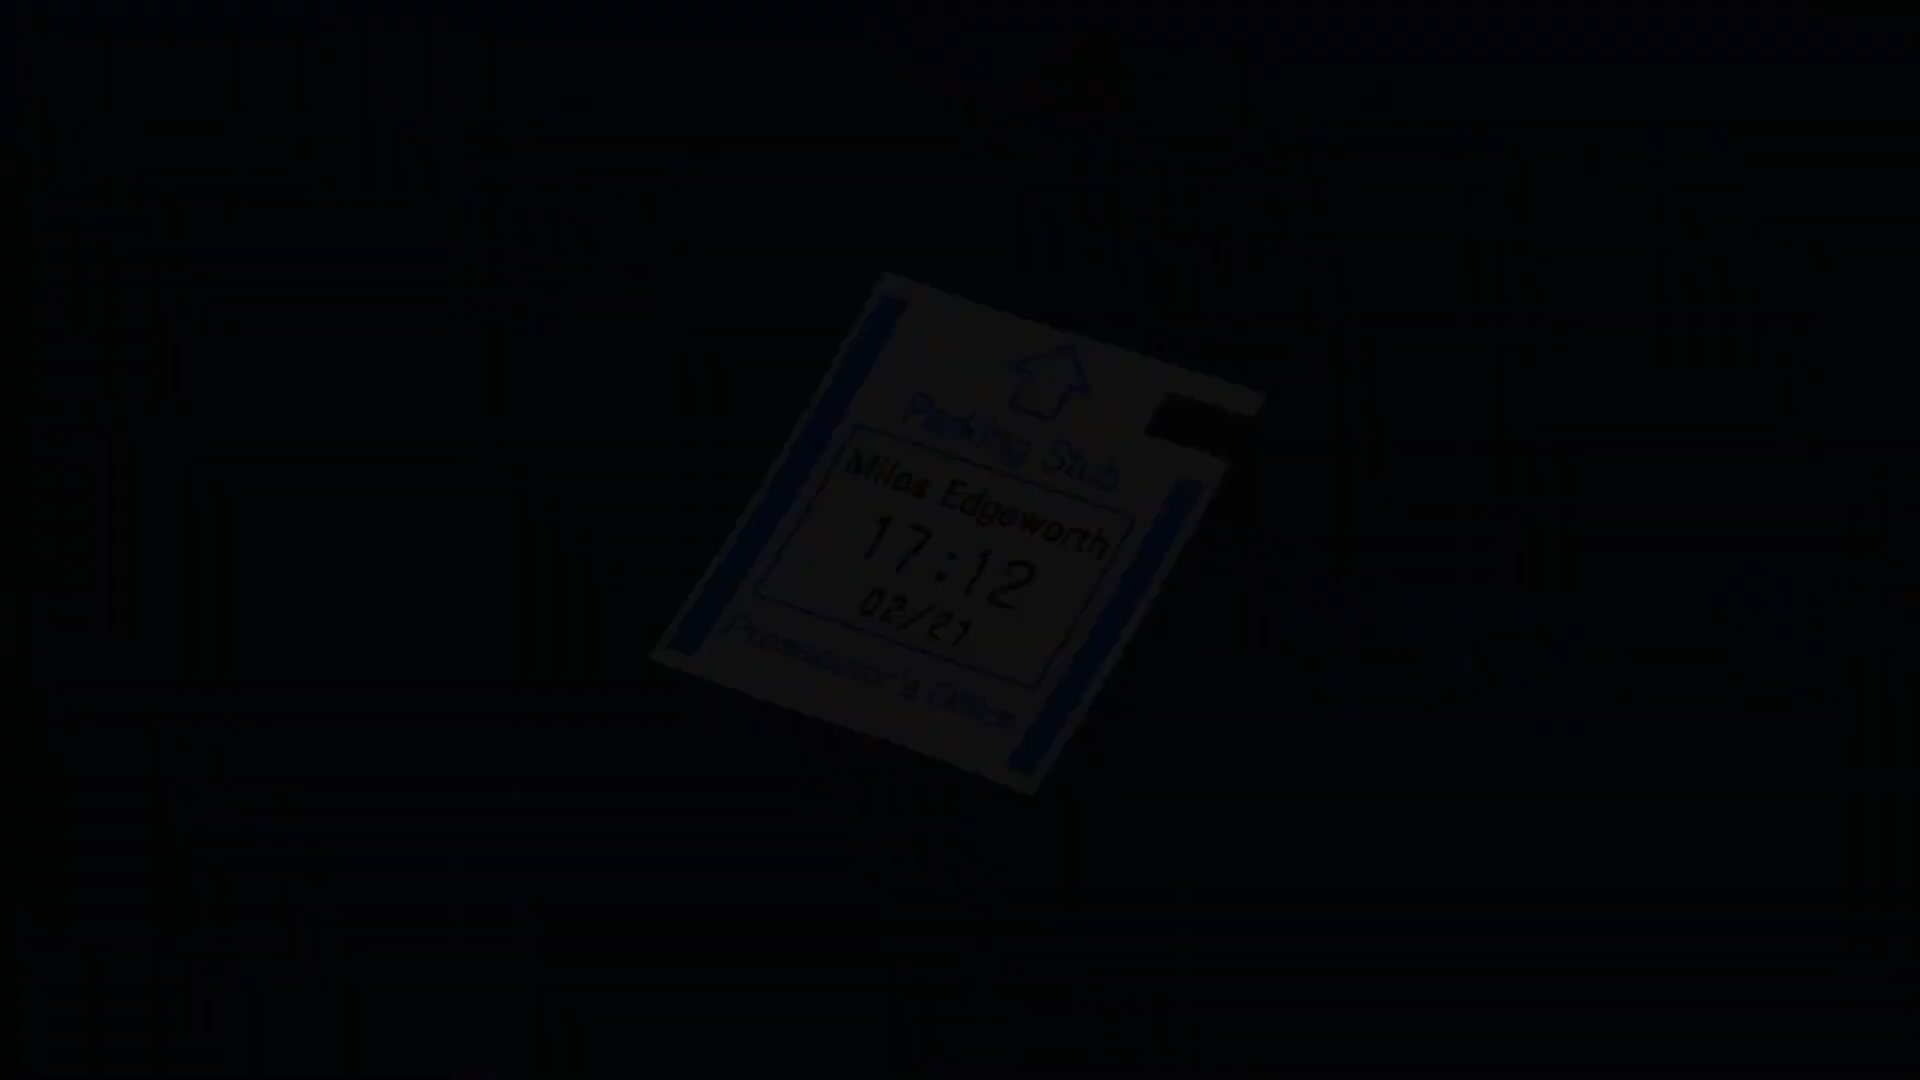 Parking Stub
Miles Edgeworth
17:12
02/21
Prosecutor's Office